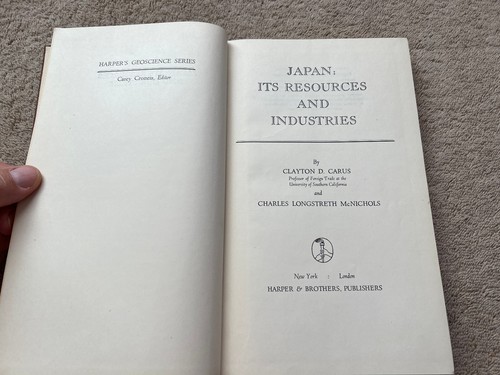 HARPER'S GEOSCIENCE SERIES
Carey Croneis, Editor
JAPAN:
ITS RESOURCES
AND
INDUSTRIES
By
CLAYTON D. CARUS
Professor of Foreign Trade at the
University of Southern California
and
CHARLES LONGSTRETH McNICHOLS
New York : London
HARPER & BROTHERS, PUBLISHERS